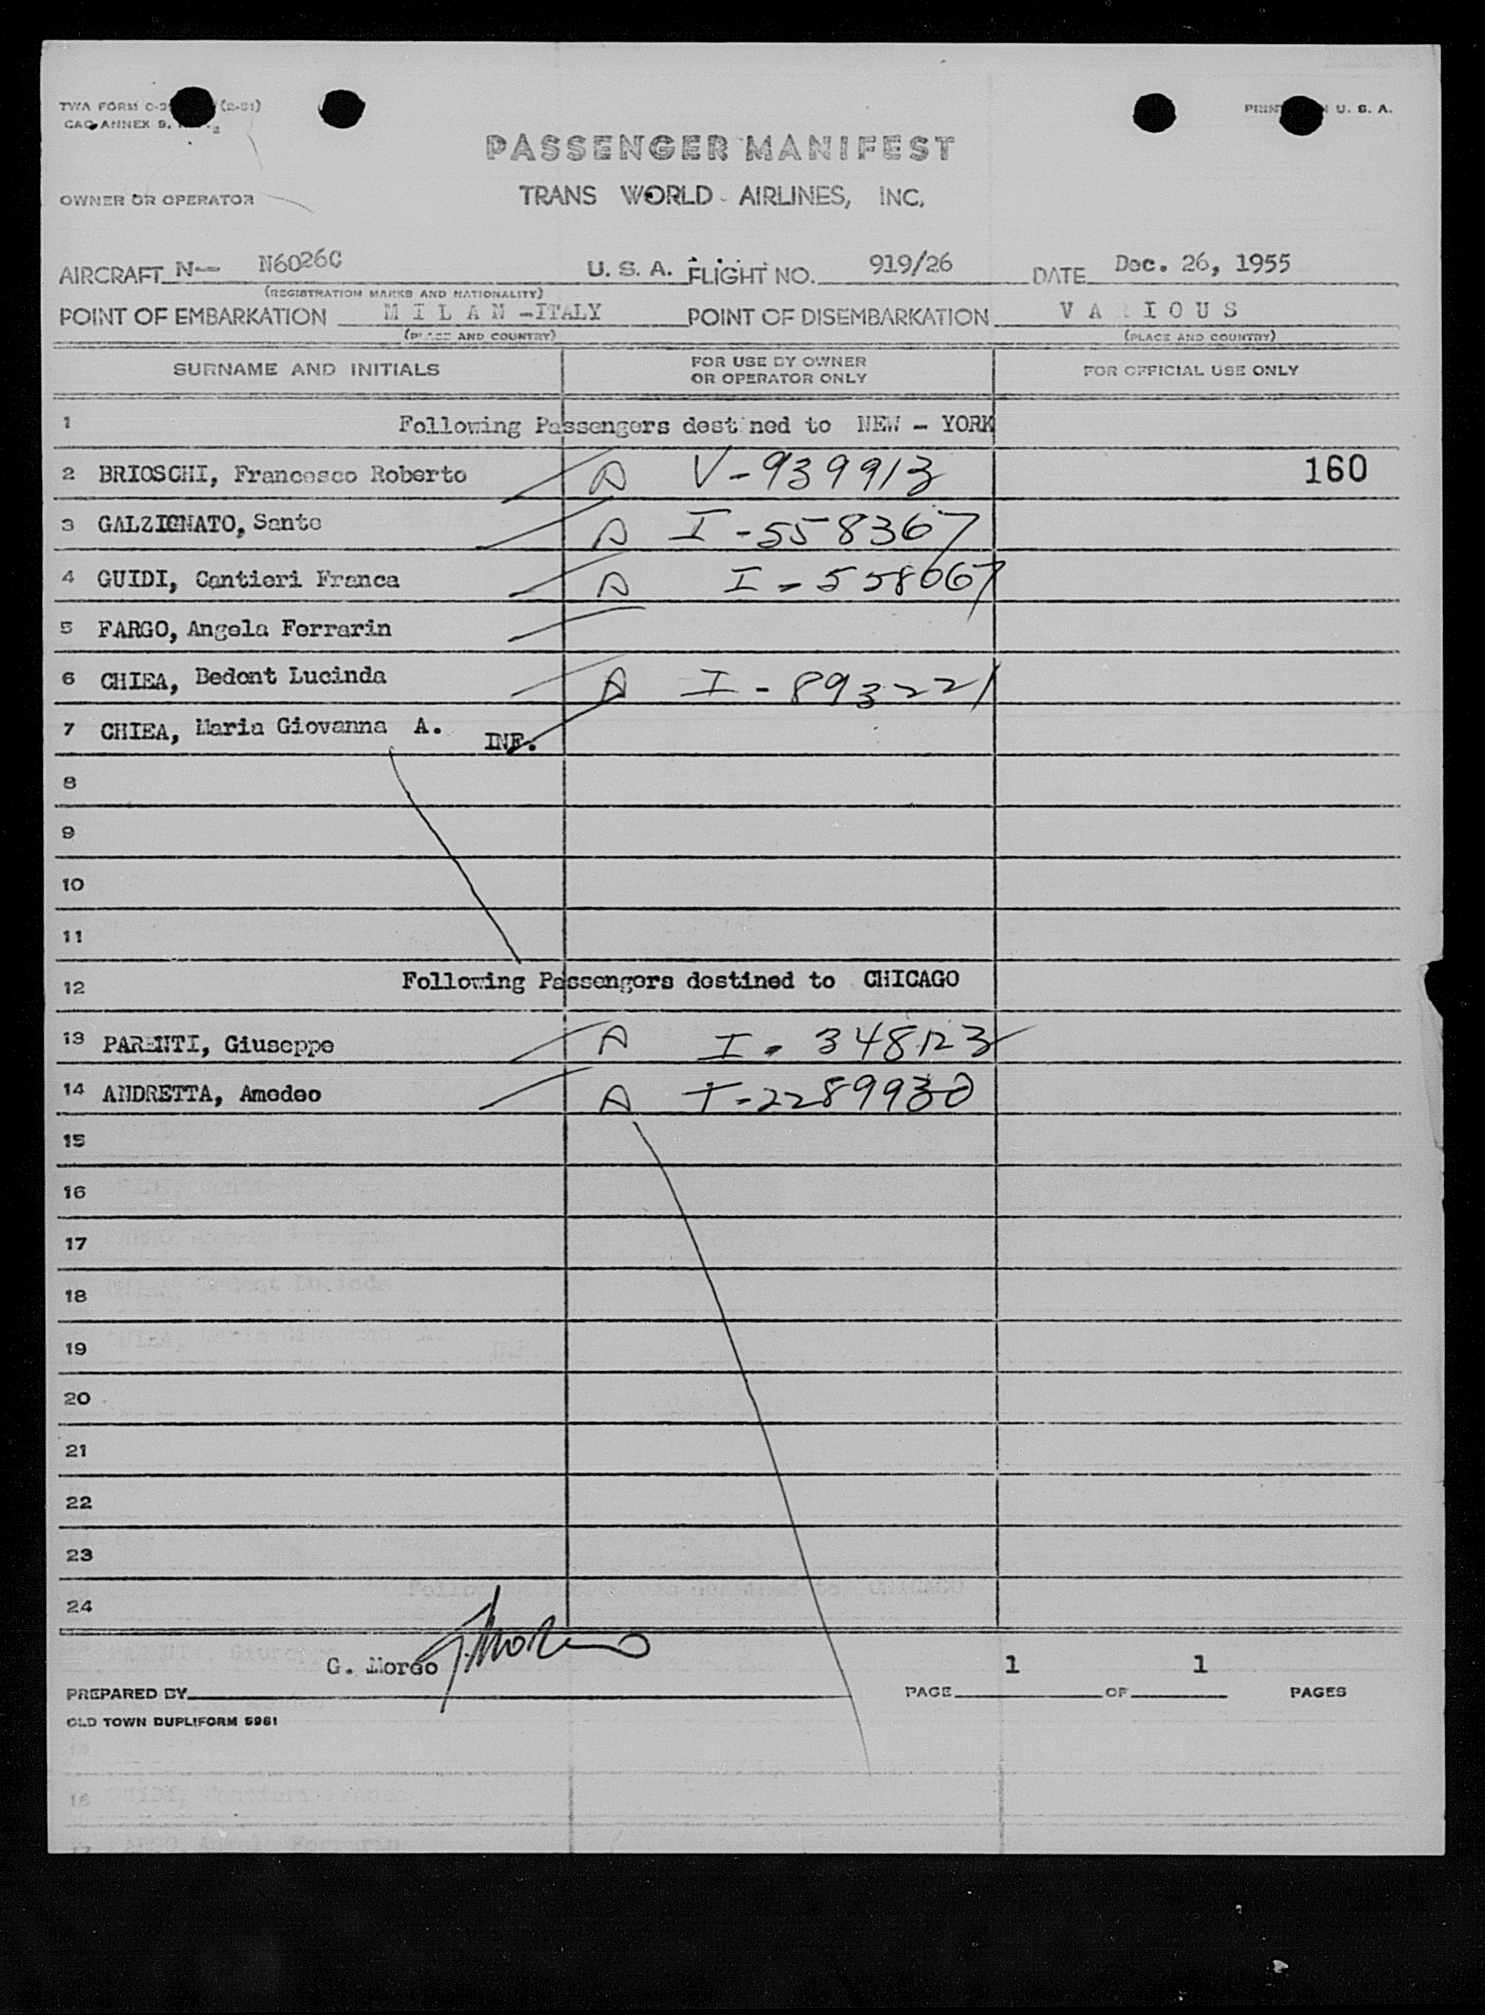 TWA FORM (2-51)
PRINTED IN U. S. A.
PASSENGER MANIFEST
OWNER OR OPERATOR
TRANS WORLD AIRLINES, INC.
AIRCRAFT N— N6026C U. S. A. FLIGHT NO. 919/26 DATE Dec. 26, 1955
(REGISTRATION MARKS AND NATIONALITY)
POINT OF EMBARKATION MILAN -ITALY POINT OF DISEMBARKATION VARIOUS
(PLACE AND COUNTRY) (PLACE AND COUNTRY)
SURNAME AND INITIALS FOR USE BY OWNER OR OPERATOR ONLY FOR OFFICIAL USE ONLY
1 Following Passengers destined to NEW - YORK
2 BRIOSCHI, Francesco Roberto A V-939913 160
3 GALZIGNATO, Sante A I-558367
4 GUIDI, Cantieri Franca A I-558067
5 FARGO, Angela Ferrarin
6 CHIEA, Bedont Lucinda A I-893221
7 CHIEA, Maria Giovanna A. INF.
8
9
10
11
12 Following Passengers destined to CHICAGO
13 PARENTI, Giuseppe A I-348123
14 ANDRETTA, Amedeo A T-2289930
15
16
17
18
19
20
21
22
23
24
G. Moreo 1 1
PREPARED BY PAGE OF PAGES
OLD TOWN DUPLIFORM 5981